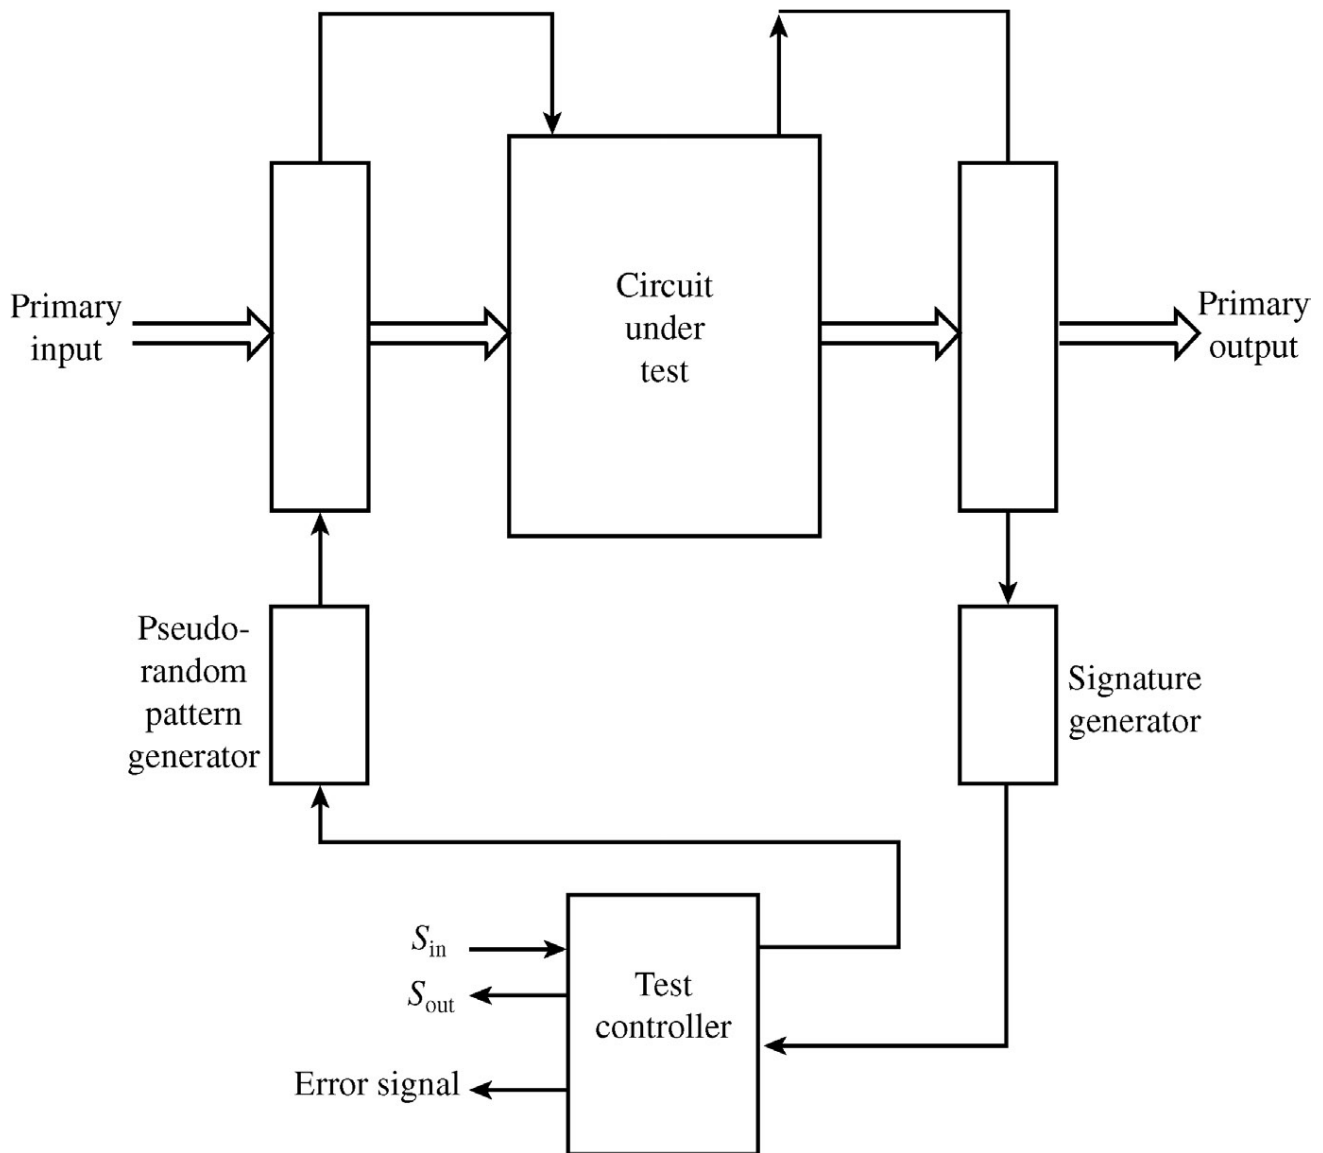 Primary
input
Circuit
under
test
Primary
output
Pseudo-
random
pattern
generator
Signature
generator
S_in
S_out
Error signal
Test
controller